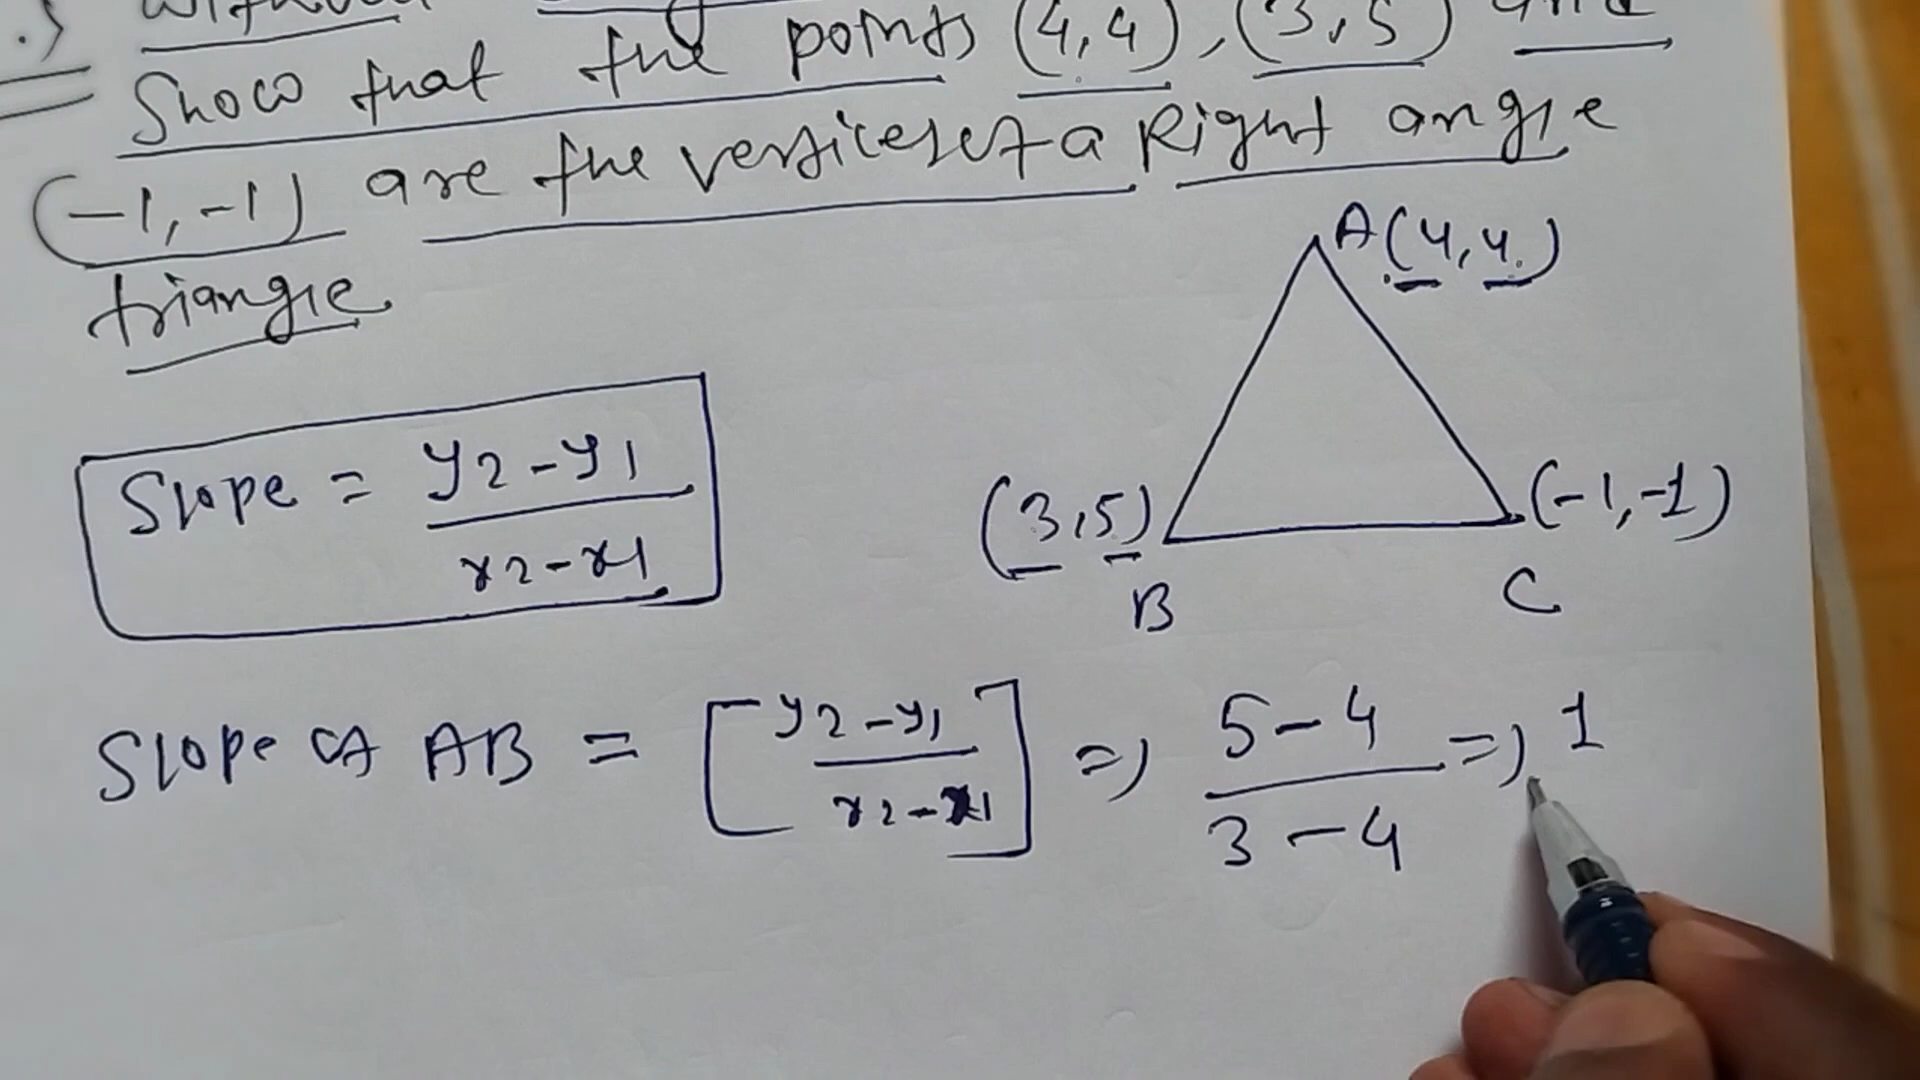 Show that the points (4,4), (3,5) and
(-1,-1) are the vertices of a Right angle
triangle
A(4,4)
Slope = y2-y1 / x2-x1
(3,5) (-1,-1)
B C
Slope of AB = [y2-y1 / x2-x1] => 5-4 / 3-4 => 1